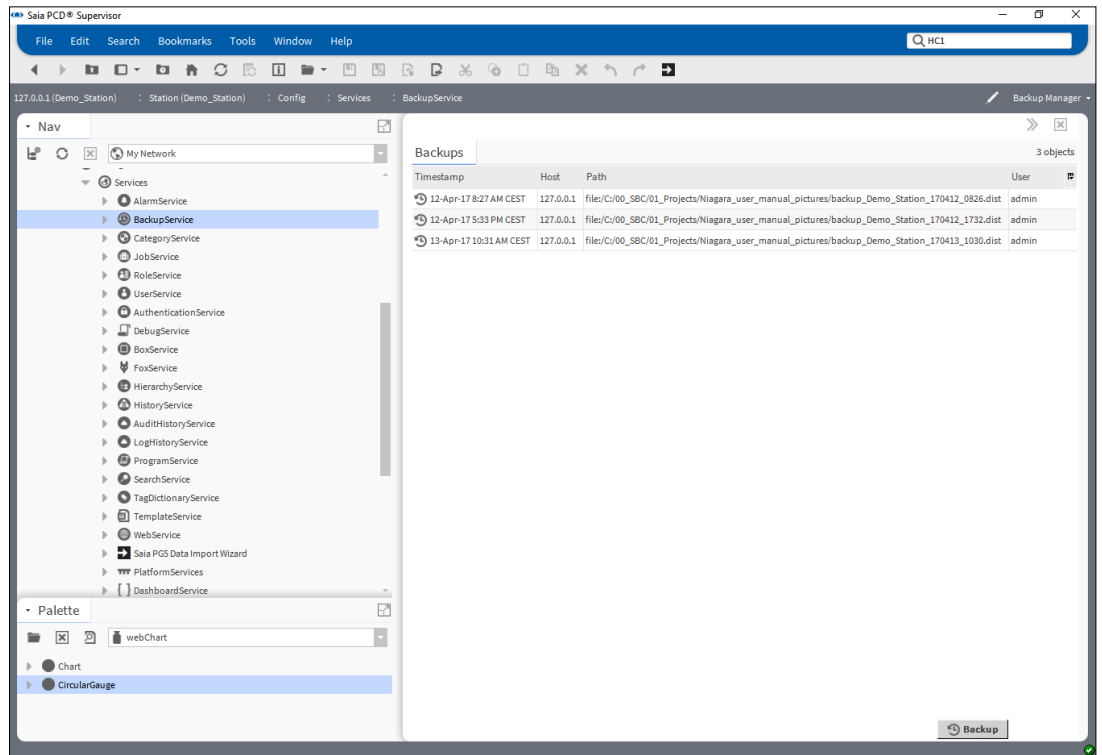 Saia PCD® Supervisor
File Edit Search Bookmarks Tools Window Help
HC1
127.0.0.1 (Demo_Station) : Station (Demo_Station) : Config : Services : BackupService
Backup Manager
Nav
My Network
Services
AlarmService
BackupService
CategoryService
JobService
RoleService
UserService
AuthenticationService
DebugService
BoxService
FoxService
HierarchyService
HistoryService
AuditHistoryService
LogHistoryService
ProgramService
SearchService
TagDictionaryService
TemplateService
WebService
Saia PG5 Data Import Wizard
PlatformServices
DashboardService
Palette
webChart
Chart
CircularGauge
Backups
3 objects
Timestamp Host Path User
12-Apr-17 8:27 AM CEST 127.0.0.1 file:/C:/00_SBC/01_Projects/Niagara_user_manual_pictures/backup_Demo_Station_170412_0826.dist admin
12-Apr-17 5:33 PM CEST 127.0.0.1 file:/C:/00_SBC/01_Projects/Niagara_user_manual_pictures/backup_Demo_Station_170412_1732.dist admin
13-Apr-17 10:31 AM CEST 127.0.0.1 file:/C:/00_SBC/01_Projects/Niagara_user_manual_pictures/backup_Demo_Station_170413_1030.dist admin
Backup